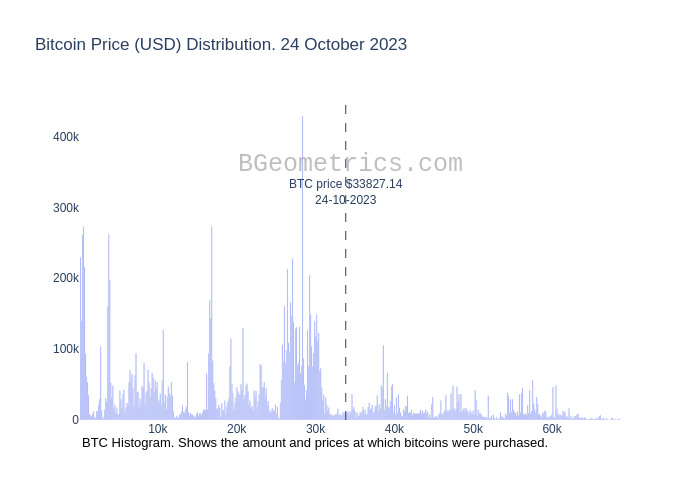 Bitcoin Price (USD) Distribution. 24 October 2023
400k
BGeometrics.com
BTC price $33827.14
24-10-2023
300k
200k
100k
0
10k 20k 30k 40k 50k 60k
BTC Histogram. Shows the amount and prices at which bitcoins were purchased.